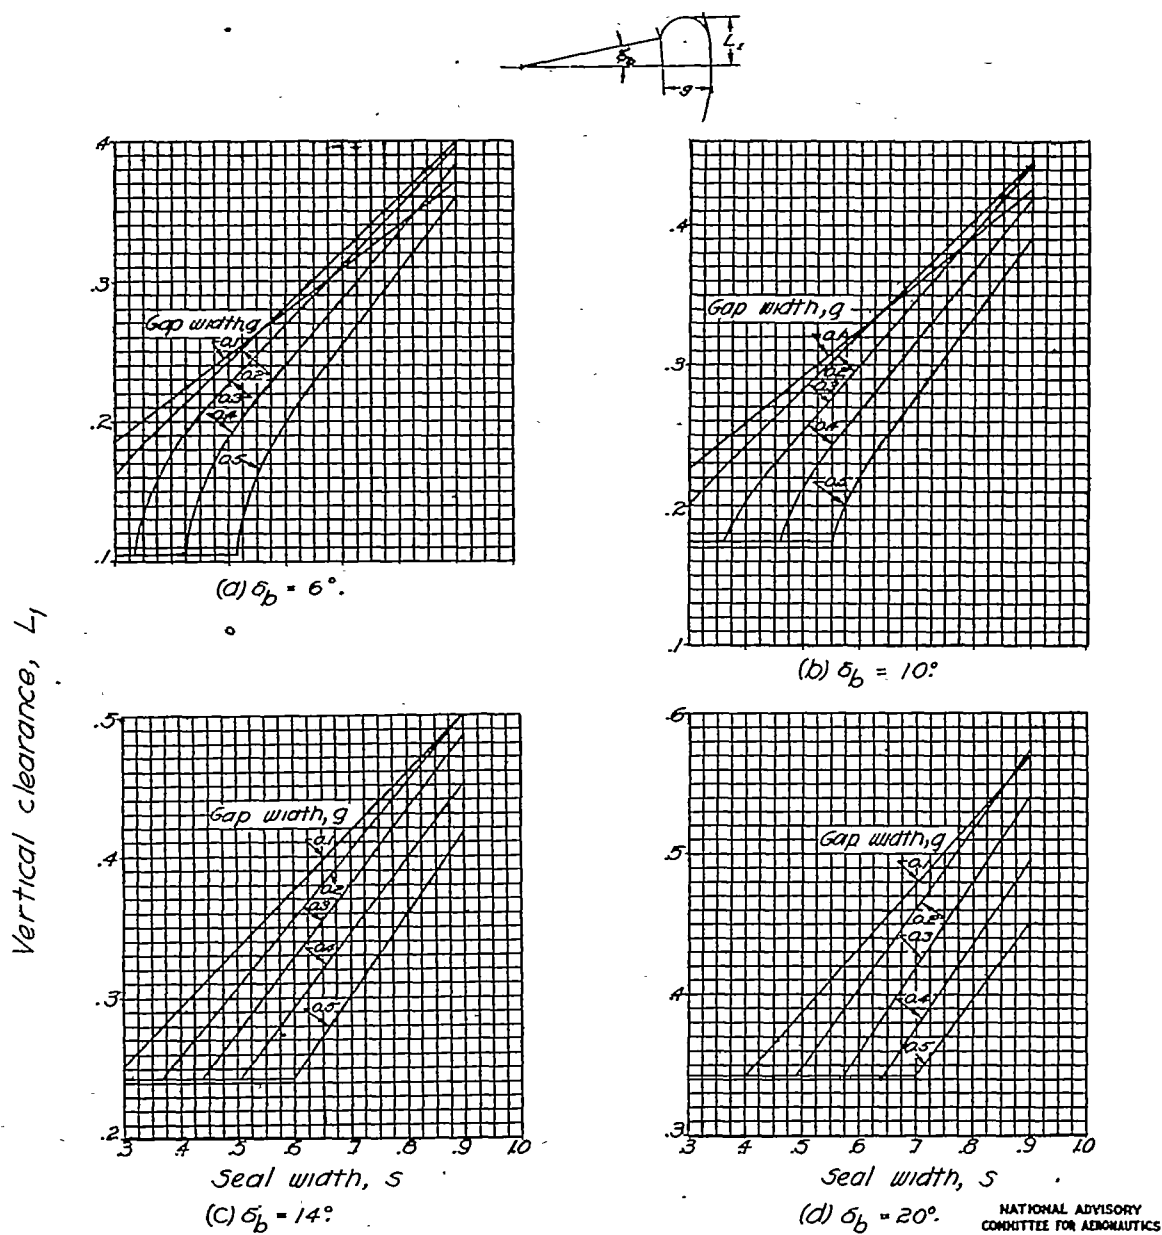 L₁
δb
g
.4
.3
.2
.1
Gap width, g
0.1
0.2
0.3
0.4
0.5
(a) δb = 6°.
.4
.3
.2
.1
Gap width, g
0.1
0.2
0.3
0.4
0.5
(b) δb = 10°.
Vertical clearance, L₁
.5
.4
.3
.2
Gap width, g
0.1
0.2
0.3
0.4
0.5
.3 .4 .5 .6 .7 .8 .9 1.0
Seal width, s
(c) δb = 14°.
.6
.5
.4
.3
Gap width, g
0.1
0.2
0.3
0.4
0.5
.3 .4 .5 .6 .7 .8 .9 1.0
Seal width, s
(d) δb = 20°.
NATIONAL ADVISORY
COMMITTEE FOR AERONAUTICS